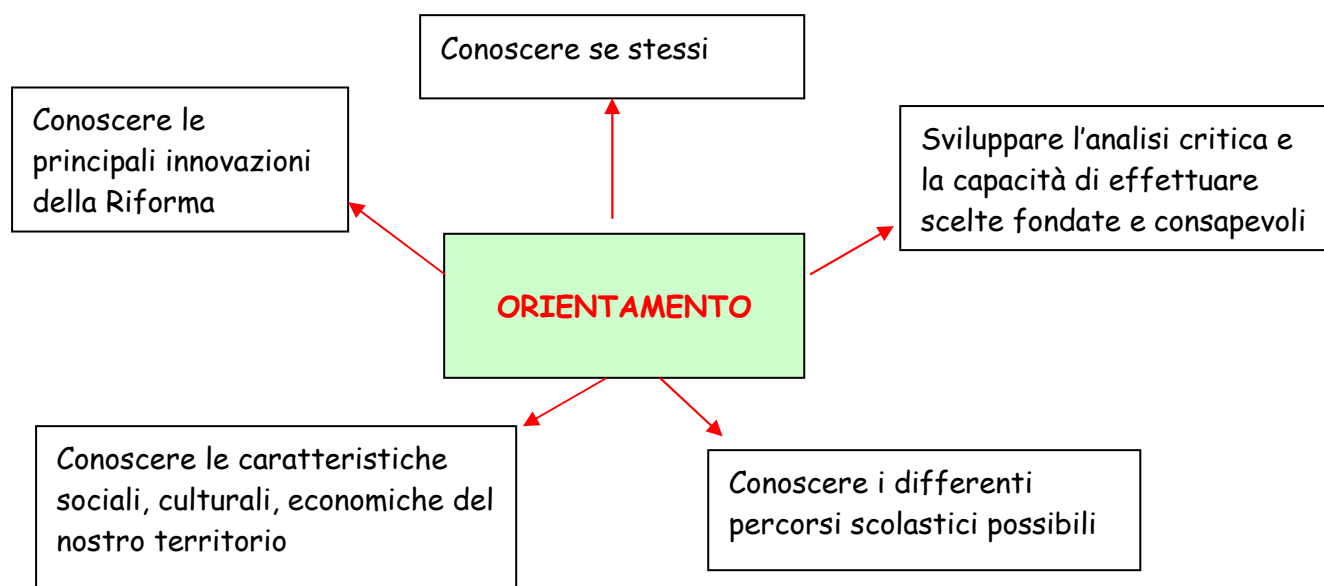 Conoscere se stessi
Conoscere le
principali innovazioni
della Riforma
Sviluppare l’analisi critica e
la capacità di effettuare
scelte fondate e consapevoli
ORIENTAMENTO
Conoscere le caratteristiche
sociali, culturali, economiche del
nostro territorio
Conoscere i differenti
percorsi scolastici possibili